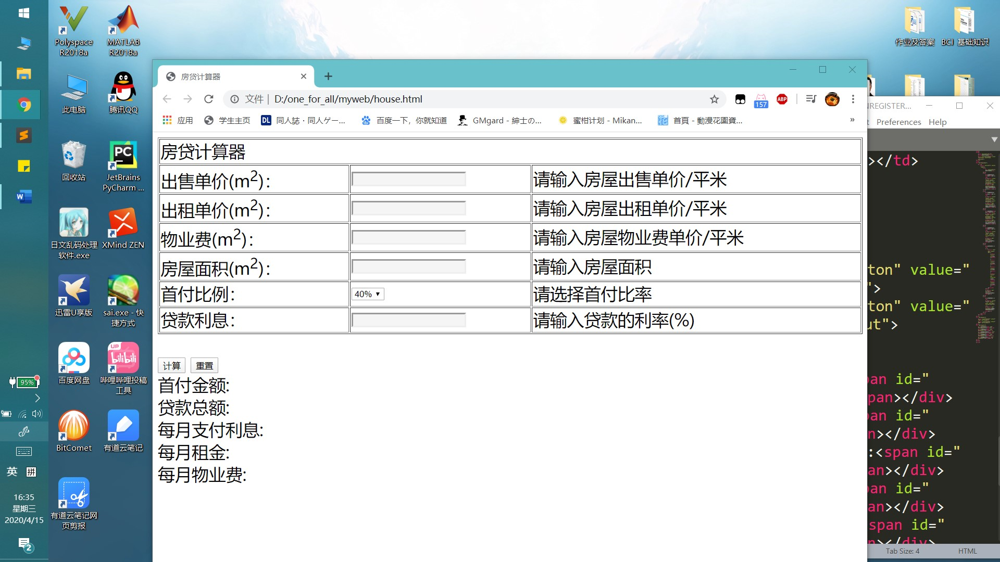 Polyspace
R2018a
MATLAB
R2018a
此电脑
腾讯QQ
回收站
JetBrains
PyCharm ...
日文乱码处理
软件.exe
XMind ZEN
迅雷U享版
sai.exe - 快
捷方式
百度网盘
哔哩哔哩投稿
工具
BitComet
有道云笔记
有道云笔记网
页剪报
作业及答案
BCI 基础知识
95%
英 拼
16:35
星期三
2020/4/15
2
房贷计算器
文件 | D:/one_for_all/myweb/house.html
157
ABP
应用
学生主页
DL 同人誌・同人ゲー...
百度一下，你就知道
GMgard - 紳士の...
蜜柑计划 - Mikan...
首頁 - 動漫花園資...
»
房贷计算器
出售单价(m²)：
请输入房屋出售单价/平米
出租单价(m²)：
请输入房屋出租单价/平米
物业费(m²)：
请输入房屋物业费单价/平米
房屋面积(m²)：
请输入房屋面积
首付比例：
40%
请选择首付比率
贷款利息：
请输入贷款的利率(%)
计算
重置
首付金额:
贷款总额:
每月支付利息:
每月租金:
每月物业费:
REGISTER...
Preferences
Help
></td>
ton" value="
">
ton" value="
ut">
an id="
pan></div>
an id="
n></div>
:<span id="
an></div>
an id="
an></div>
span id="
Tab Size: 4
HTML